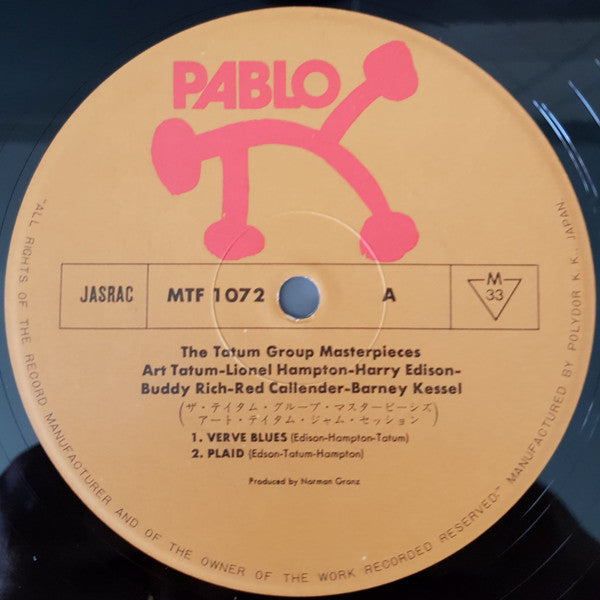 PABLO
JASRAC
MTF 1072
A
M
33
The Tatum Group Masterpieces
Art Tatum-Lionel Hampton-Harry Edison-
Buddy Rich-Red Callender-Barney Kessel
(ザ・テイタム・グループ・マスターピーシズ
アート・テイタム・ジャム・セッション)
1. VERVE BLUES (Edison-Hampton-Tatum)
2. PLAID (Edson-Tatum-Hampton)
Produced by Norman Granz
"ALL RIGHTS OF THE RECORD MANUFACTURER AND OF THE OWNER OF THE WORK RECORDED RESERVED." MANUFACTURED BY POLYDOR K.K., JAPAN